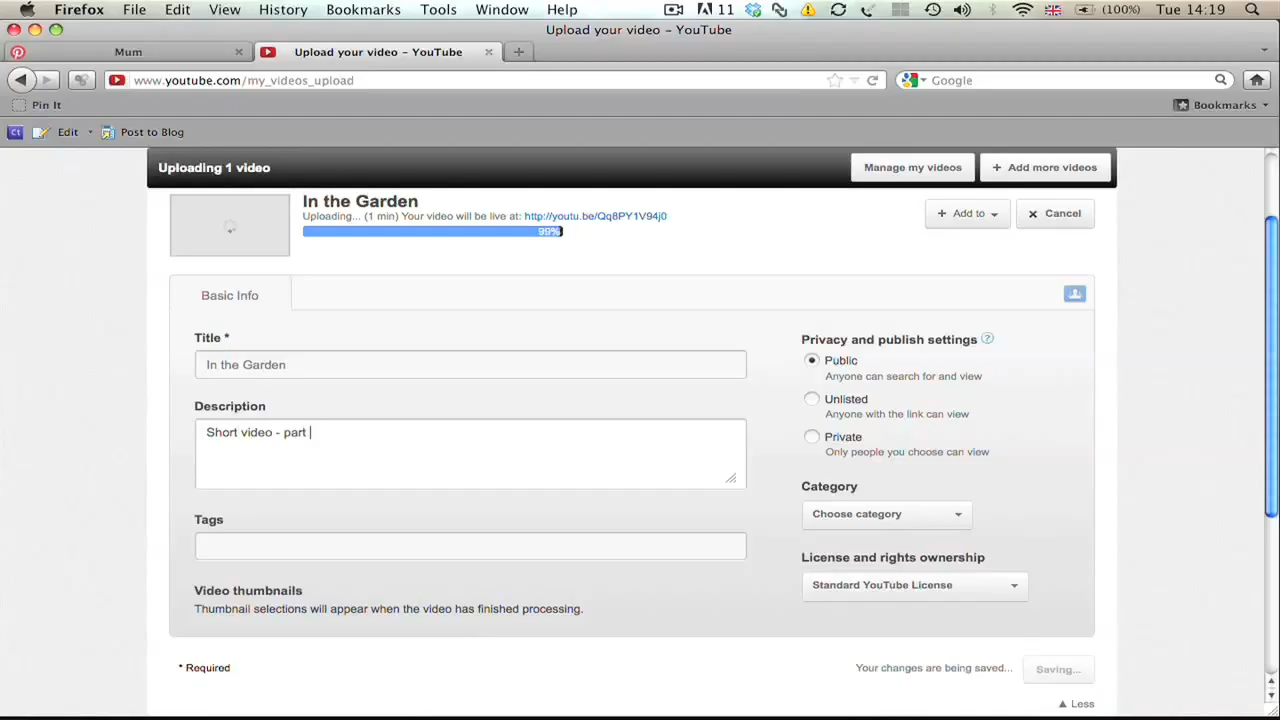 Firefox File Edit View History Bookmarks Tools Window Help 11 (100%) Tue 14:19
Upload your video - YouTube
Mum Upload your video - YouTube
www.youtube.com/my_videos_upload Google
Pin It Bookmarks
Ct Edit Post to Blog
Uploading 1 video Manage my videos + Add more videos
In the Garden
Uploading... (1 min) Your video will be live at: http://youtu.be/Qq8PY1V94j0 + Add to × Cancel
99%
Basic Info
Title * Privacy and publish settings ?
In the Garden Public
Anyone can search for and view
Description Unlisted
Anyone with the link can view
Short video - part Private
Only people you choose can view
Category
Tags Choose category
License and rights ownership
Video thumbnails Standard YouTube License
Thumbnail selections will appear when the video has finished processing.
* Required Your changes are being saved... Saving...
Less